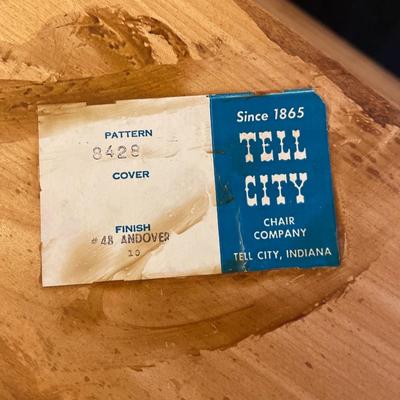 PATTERN
8428
COVER
FINISH
#48 ANDOVER
10
Since 1865
TELL
CITY
CHAIR
COMPANY
TELL CITY, INDIANA